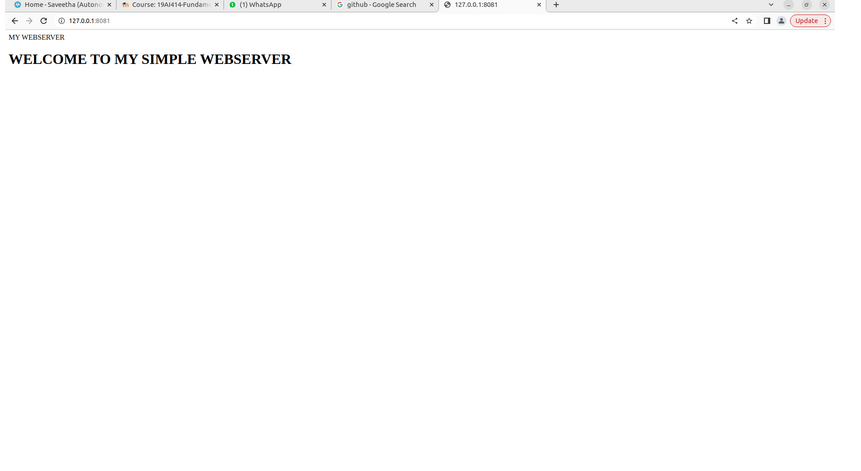 Home - Saveetha (Autono
Course: 19AI414-Fundam
(1) WhatsApp
github - Google Search
127.0.0.1:8081
127.0.0.1:8081
Update
MY WEBSERVER
WELCOME TO MY SIMPLE WEBSERVER